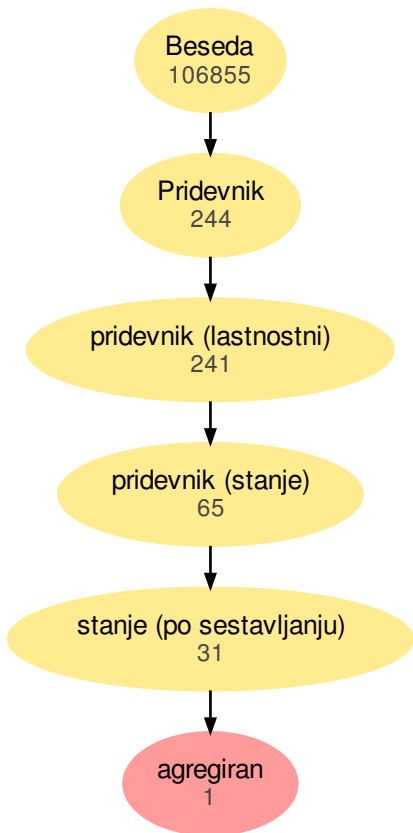 Beseda
106855
Pridevnik
244
pridevnik (lastnostni)
241
pridevnik (stanje)
65
stanje (po sestavljanju)
31
agregiran
1